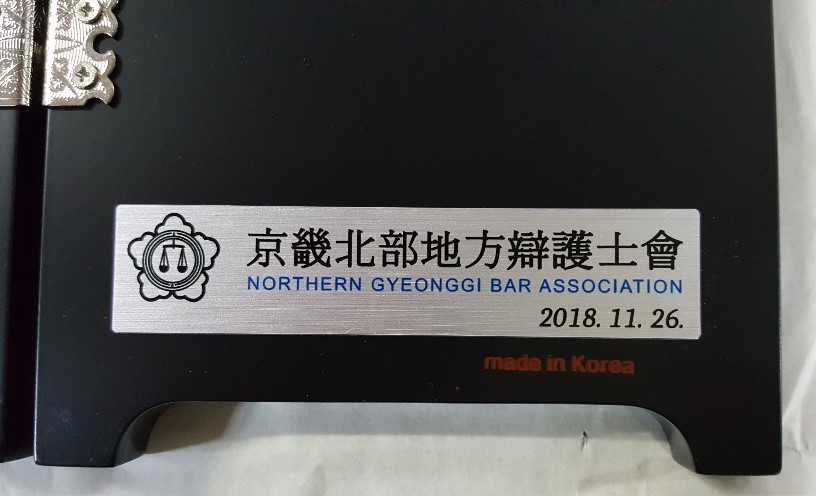 京畿北部地方辯護士會
NORTHERN GYEONGGI BAR ASSOCIATION
2018. 11. 26.
made in Korea